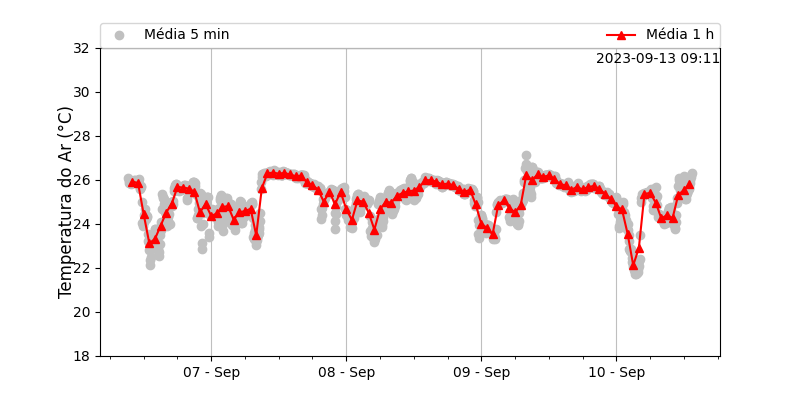 Média 5 min
Média 1 h
2023-09-13 09:11
Temperatura do Ar (°C)
32
30
28
26
24
22
20
18
07 - Sep
08 - Sep
09 - Sep
10 - Sep